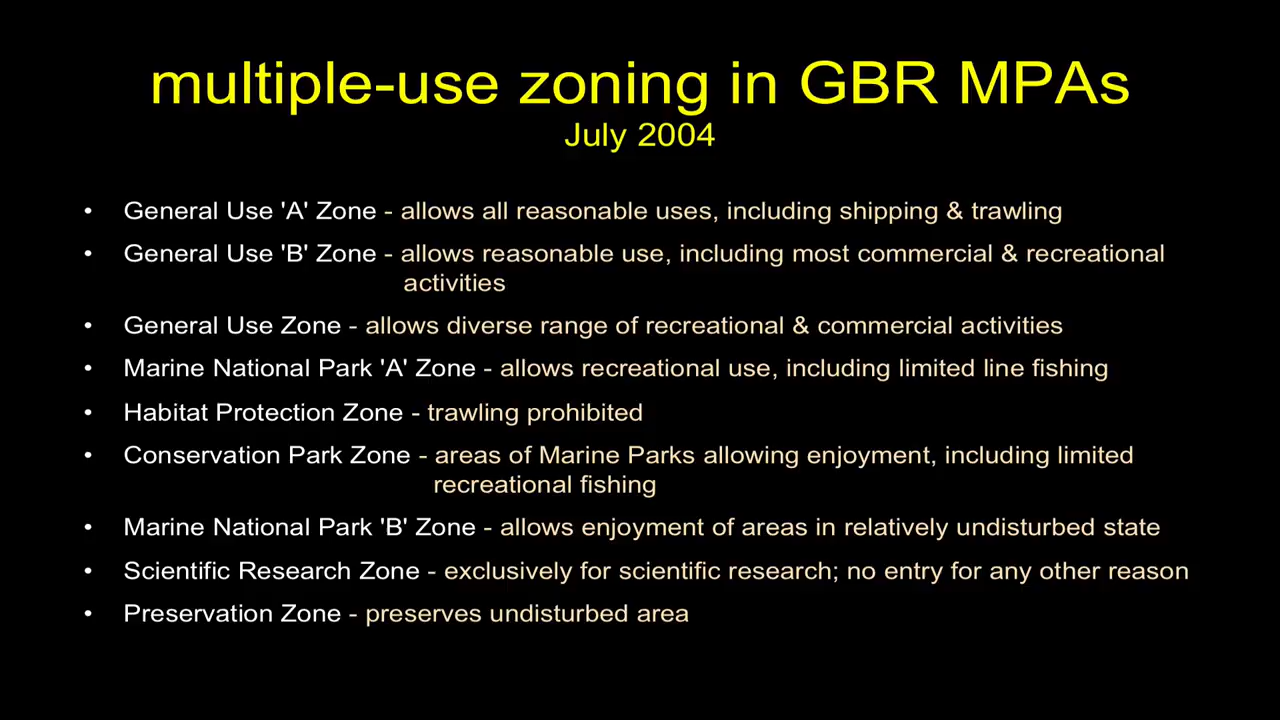 multiple-use zoning in GBR MPAs
July 2004
• General Use 'A' Zone - allows all reasonable uses, including shipping & trawling
• General Use 'B' Zone - allows reasonable use, including most commercial & recreational
activities
• General Use Zone - allows diverse range of recreational & commercial activities
• Marine National Park 'A' Zone - allows recreational use, including limited line fishing
• Habitat Protection Zone - trawling prohibited
• Conservation Park Zone - areas of Marine Parks allowing enjoyment, including limited
recreational fishing
• Marine National Park 'B' Zone - allows enjoyment of areas in relatively undisturbed state
• Scientific Research Zone - exclusively for scientific research; no entry for any other reason
• Preservation Zone - preserves undisturbed area